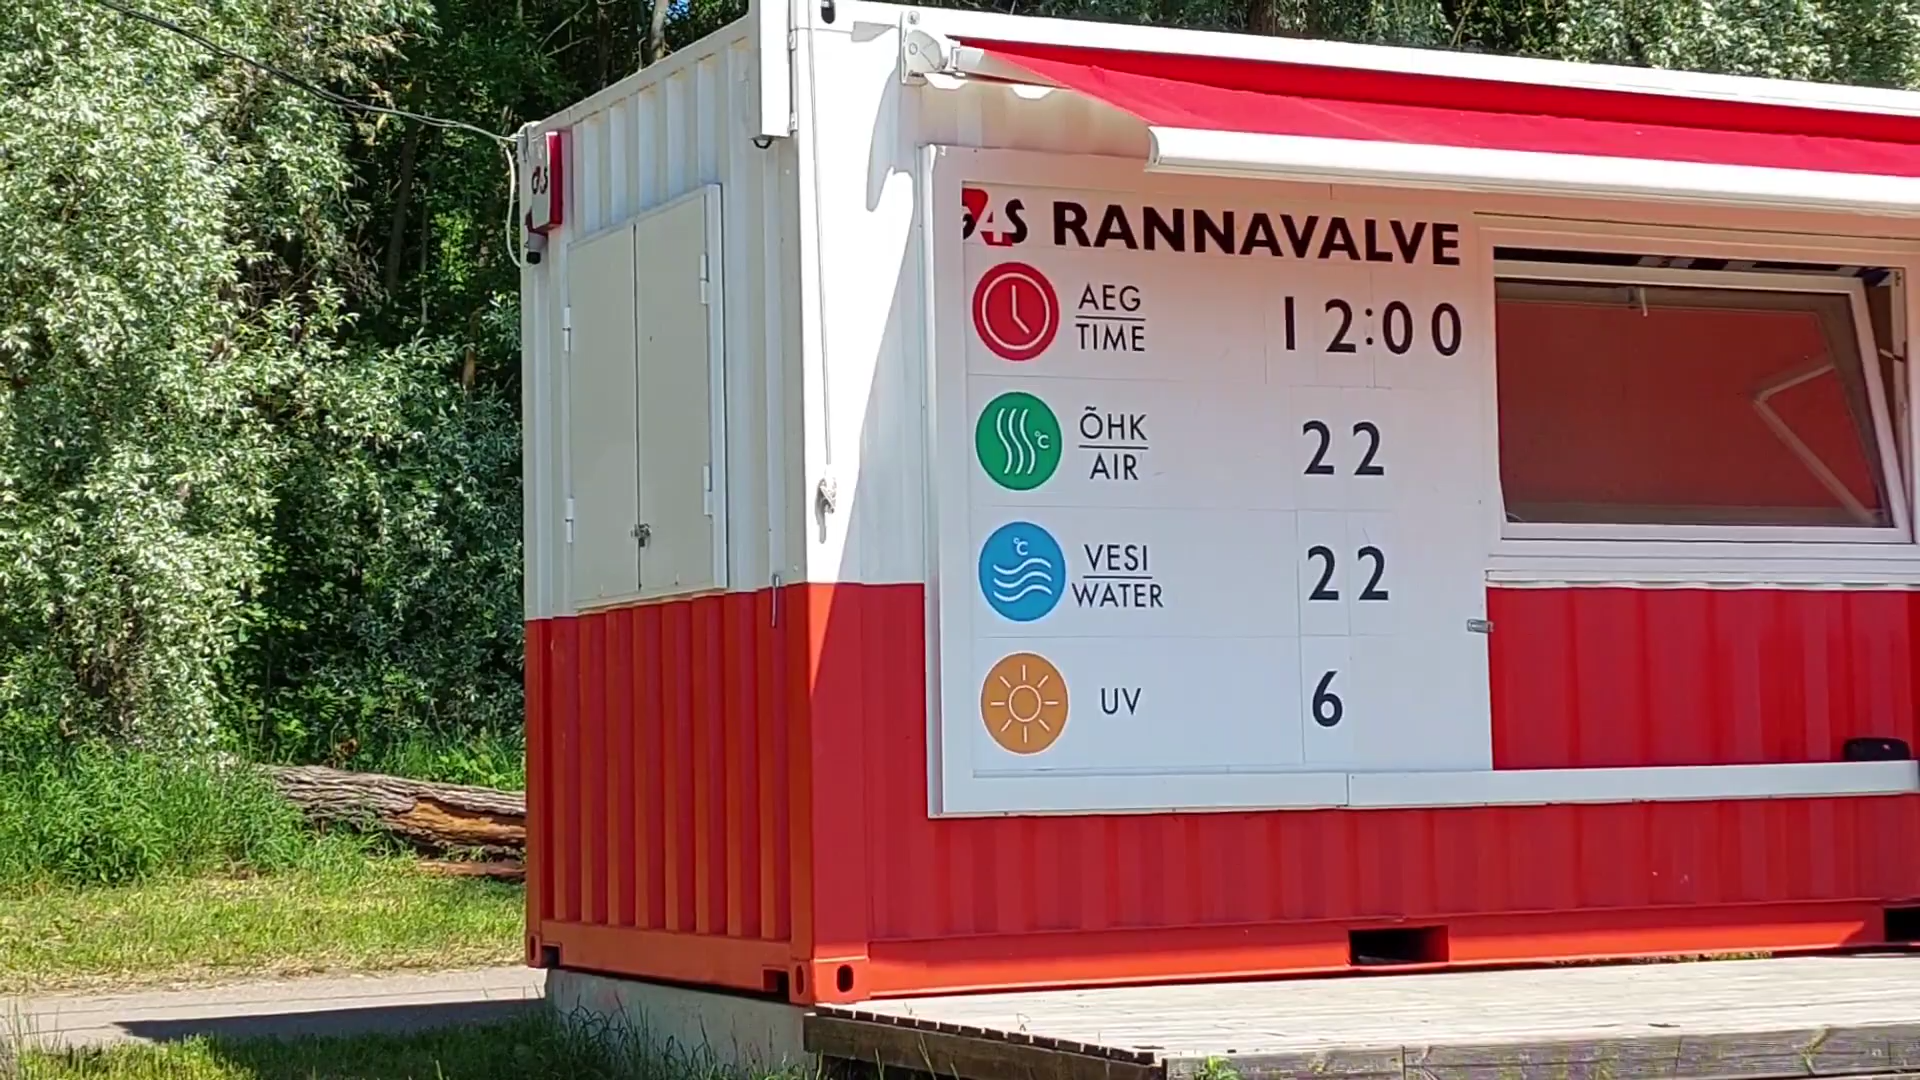 G4S RANNAVALVE
AEG
TIME
12:00
ÕHK
AIR
22
°C
VESI
WATER
22
°C
UV
6